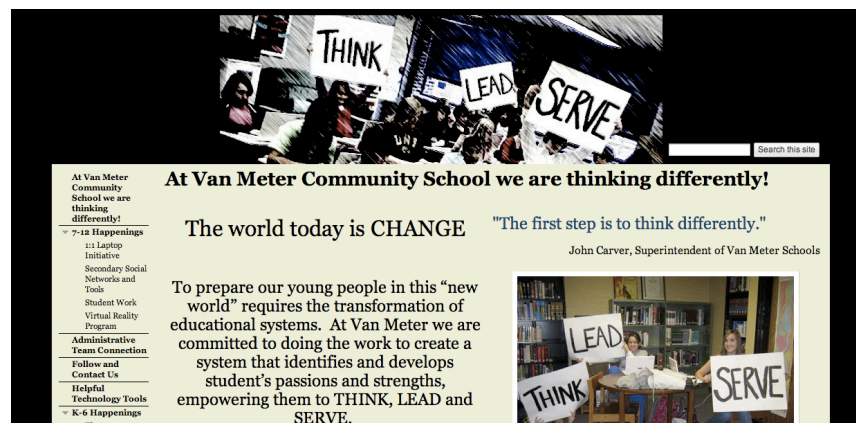 THINK
LEAD
SERVE
Search this site
At Van Meter
Community
School we are
thinking
differently!
7-12 Happenings
1:1 Laptop
Initiative
Secondary Social
Networks and
Tools
Student Work
Virtual Reality
Program
Administrative
Team Connection
Follow and
Contact Us
Helpful
Technology Tools
K-6 Happenings
At Van Meter Community School we are thinking differently!
The world today is CHANGE
To prepare our young people in this “new
world” requires the transformation of
educational systems.  At Van Meter we are
committed to doing the work to create a
system that identifies and develops
student’s passions and strengths,
empowering them to THINK, LEAD and
SERVE.
"The first step is to think differently."
John Carver, Superintendent of Van Meter Schools
LEAD
THINK
SERVE